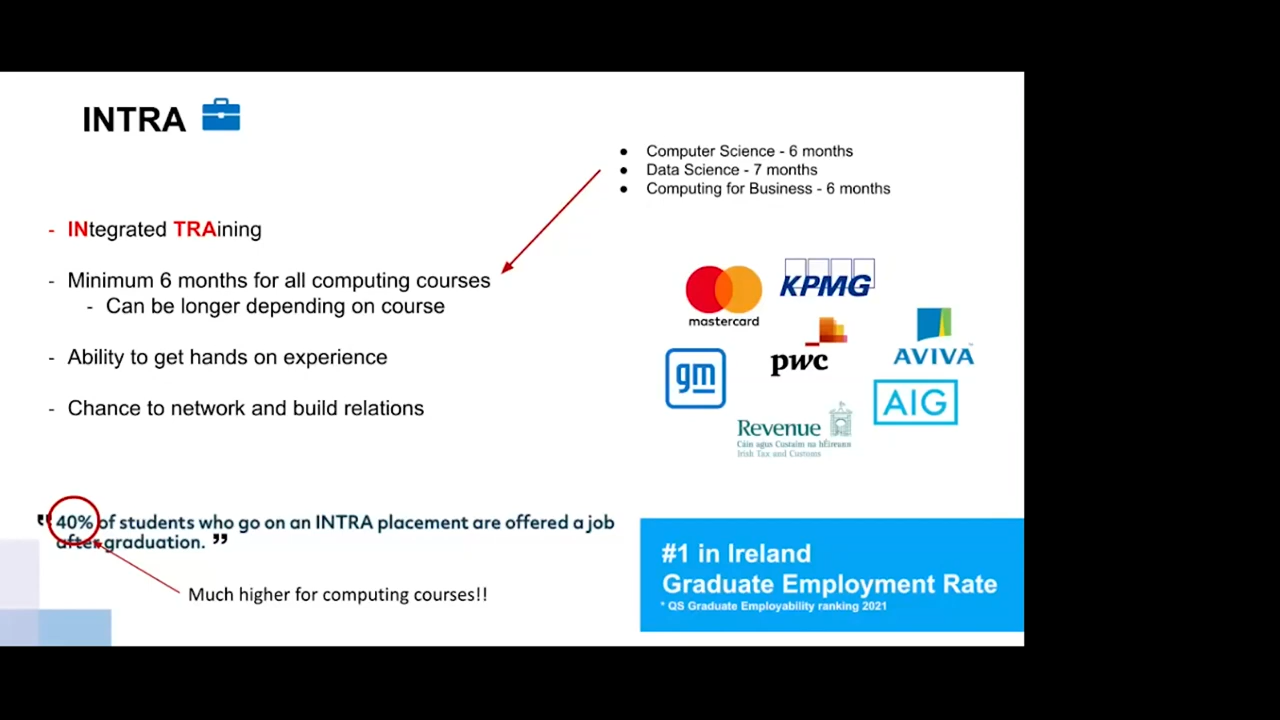 INTRA
● Computer Science - 6 months
● Data Science - 7 months
● Computing for Business - 6 months
- INtegrated TRAining
- Minimum 6 months for all computing courses
- Can be longer depending on course
- Ability to get hands on experience
- Chance to network and build relations
mastercard
KPMG
pwc
AVIVA
gm
AIG
Revenue
Cáin agus Custaim na hÉireann
Irish Tax and Customs
"40% of students who go on an INTRA placement are offered a job
after graduation."
Much higher for computing courses!!
#1 in Ireland
Graduate Employment Rate
* QS Graduate Employability ranking 2021